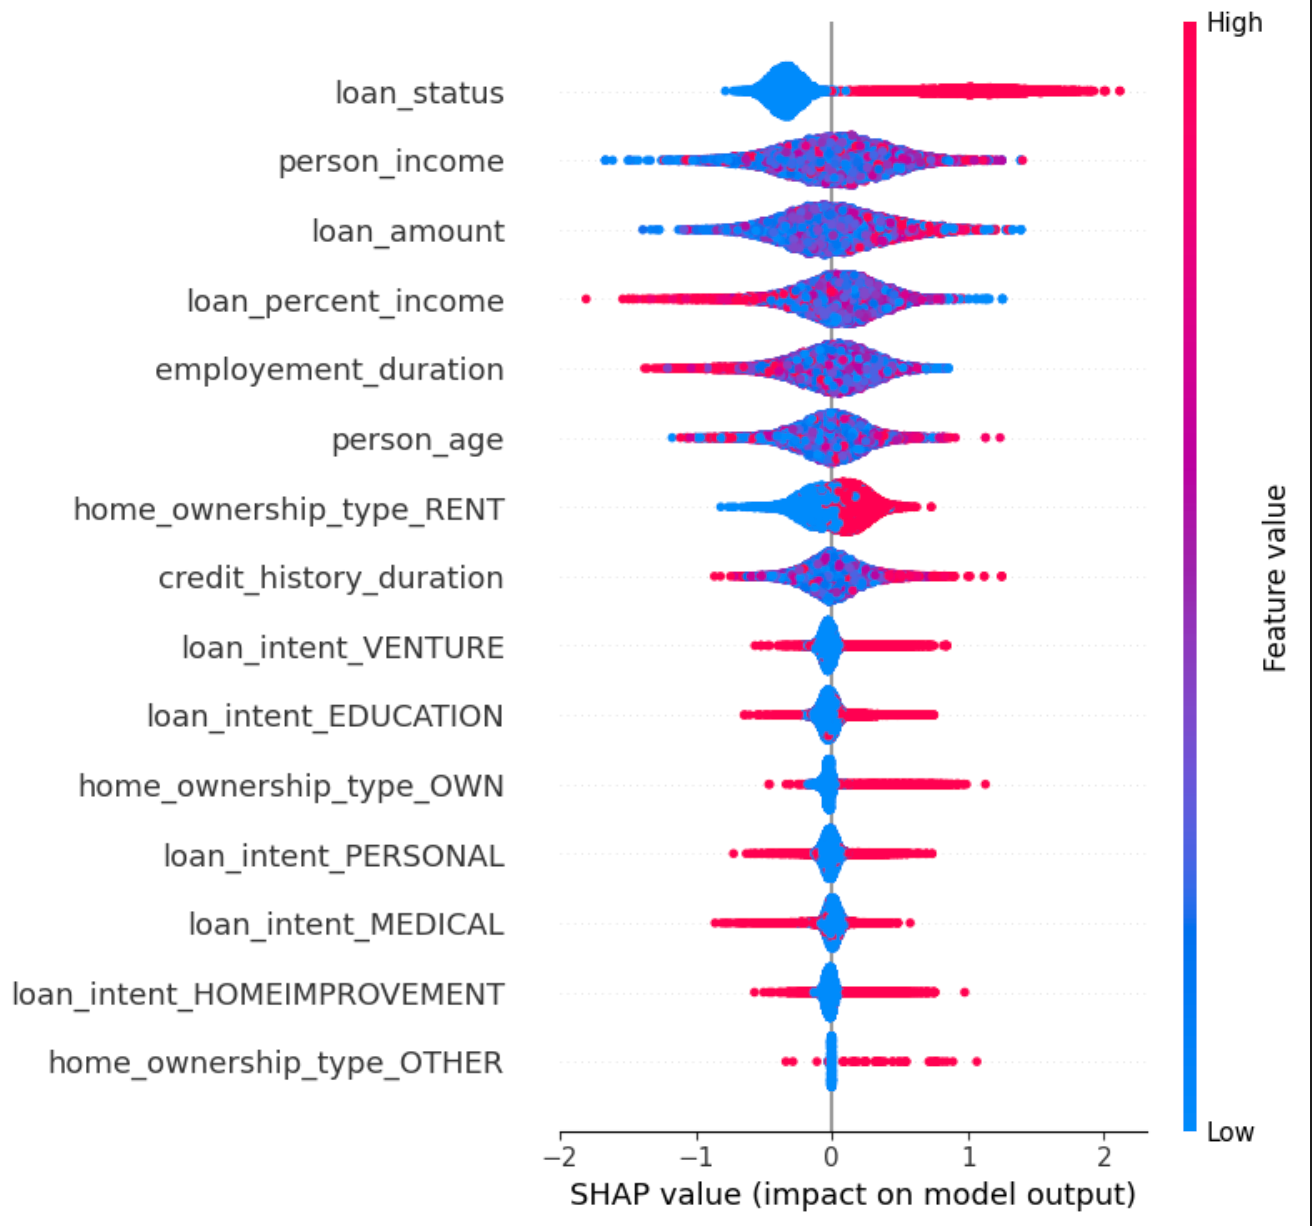 High
loan_status
person_income
loan_amount
loan_percent_income
employement_duration
person_age
home_ownership_type_RENT
credit_history_duration
loan_intent_VENTURE
loan_intent_EDUCATION
home_ownership_type_OWN
loan_intent_PERSONAL
loan_intent_MEDICAL
loan_intent_HOMEIMPROVEMENT
home_ownership_type_OTHER
Feature value
Low
−2 −1 0 1 2
SHAP value (impact on model output)